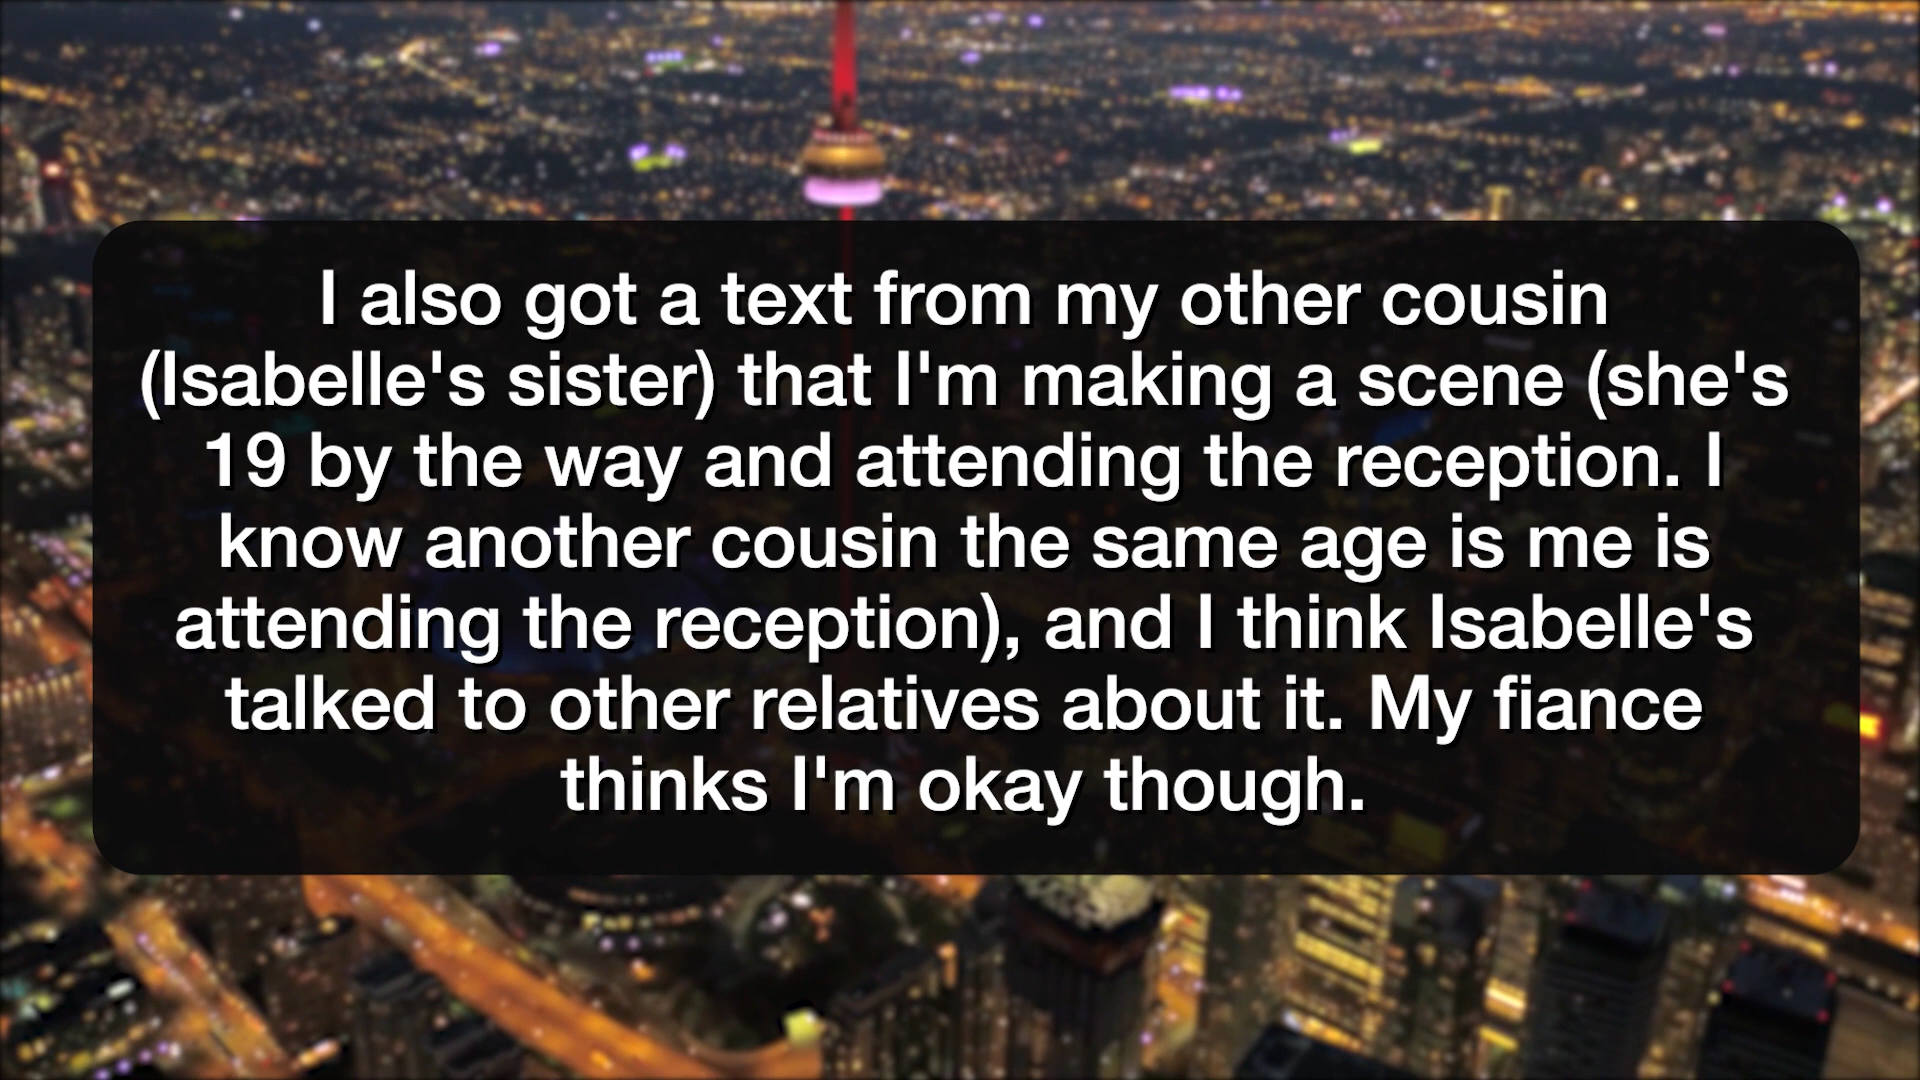 I also got a text from my other cousin
(Isabelle's sister) that I'm making a scene (she's
19 by the way and attending the reception. I
know another cousin the same age is me is
attending the reception), and I think Isabelle's
talked to other relatives about it. My fiance
thinks I'm okay though.